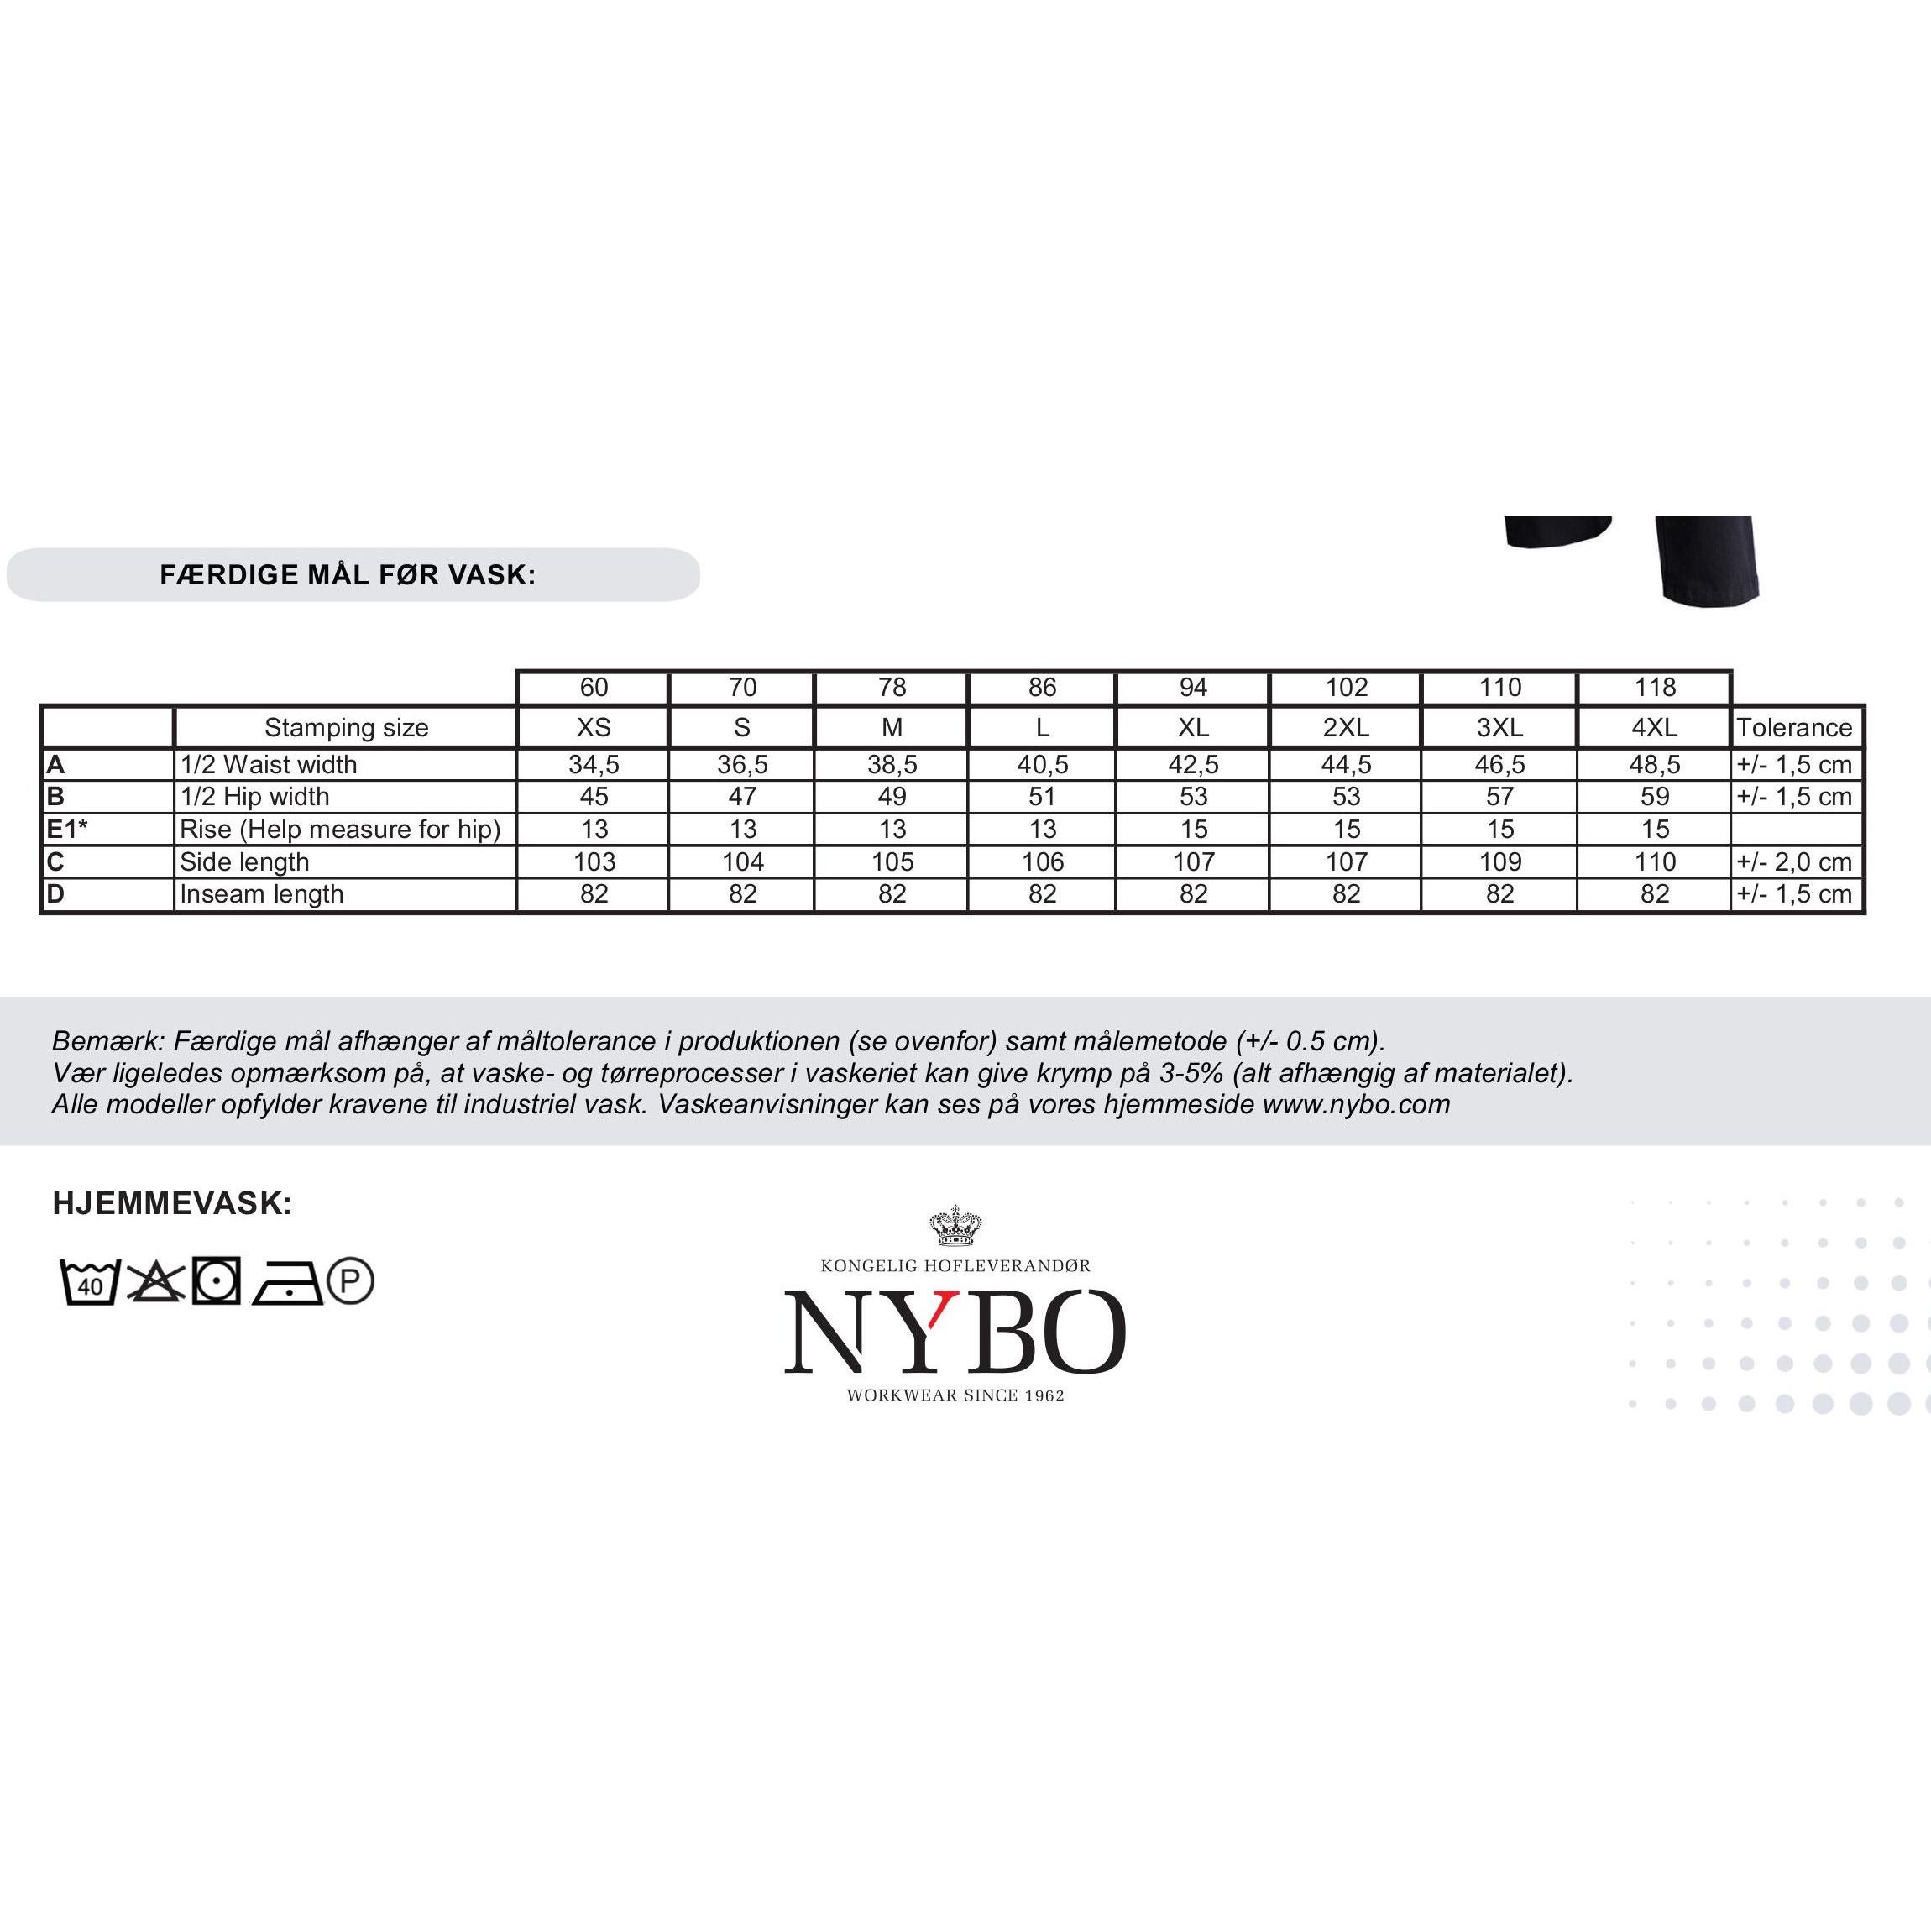 FÆRDIGE MÅL FØR VASK:
60 70 78 86 94 102 110 118
Stamping size XS S M L XL 2XL 3XL 4XL Tolerance
A 1/2 Waist width 34,5 36,5 38,5 40,5 42,5 44,5 46,5 48,5 +/- 1,5 cm
B 1/2 Hip width 45 47 49 51 53 53 57 59 +/- 1,5 cm
E1* Rise (Help measure for hip) 13 13 13 13 15 15 15 15
C Side length 103 104 105 106 107 107 109 110 +/- 2,0 cm
D Inseam length 82 82 82 82 82 82 82 82 +/- 1,5 cm
Bemærk: Færdige mål afhænger af måltolerance i produktionen (se ovenfor) samt målemetode (+/- 0.5 cm).
Vær ligeledes opmærksom på, at vaske- og tørreprocesser i vaskeriet kan give krymp på 3-5% (alt afhængig af materialet).
Alle modeller opfylder kravene til industriel vask. Vaskeanvisninger kan ses på vores hjemmeside www.nybo.com
HJEMMEVASK:
40 P
KONGELIG HOFLEVERANDØR
NYBO
WORKWEAR SINCE 1962